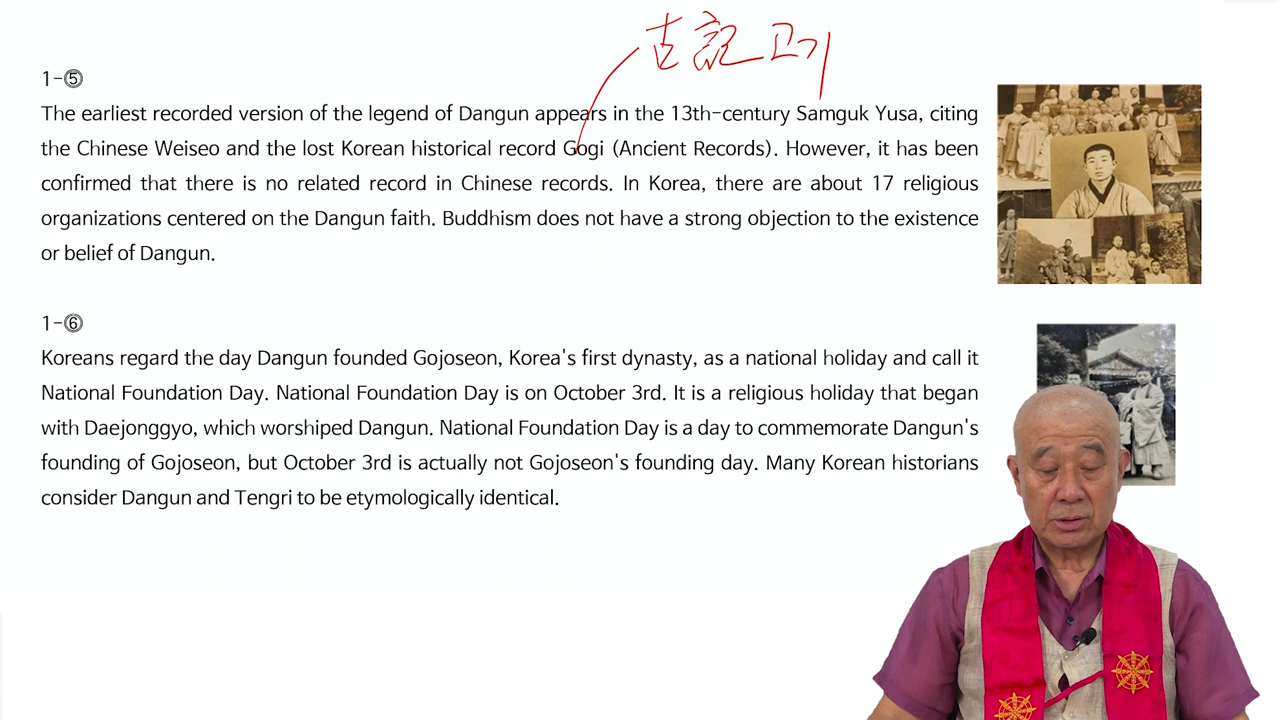 古記 고기
1-⑤
The earliest recorded version of the legend of Dangun appears in the 13th-century Samguk Yusa, citing
the Chinese Weiseo and the lost Korean historical record Gogi (Ancient Records). However, it has been
confirmed that there is no related record in Chinese records. In Korea, there are about 17 religious
organizations centered on the Dangun faith. Buddhism does not have a strong objection to the existence
or belief of Dangun.
1-⑥
Koreans regard the day Dangun founded Gojoseon, Korea's first dynasty, as a national holiday and call it
National Foundation Day. National Foundation Day is on October 3rd. It is a religious holiday that began
with Daejonggyo, which worshiped Dangun. National Foundation Day is a day to commemorate Dangun's
founding of Gojoseon, but October 3rd is actually not Gojoseon's founding day. Many Korean historians
consider Dangun and Tengri to be etymologically identical.